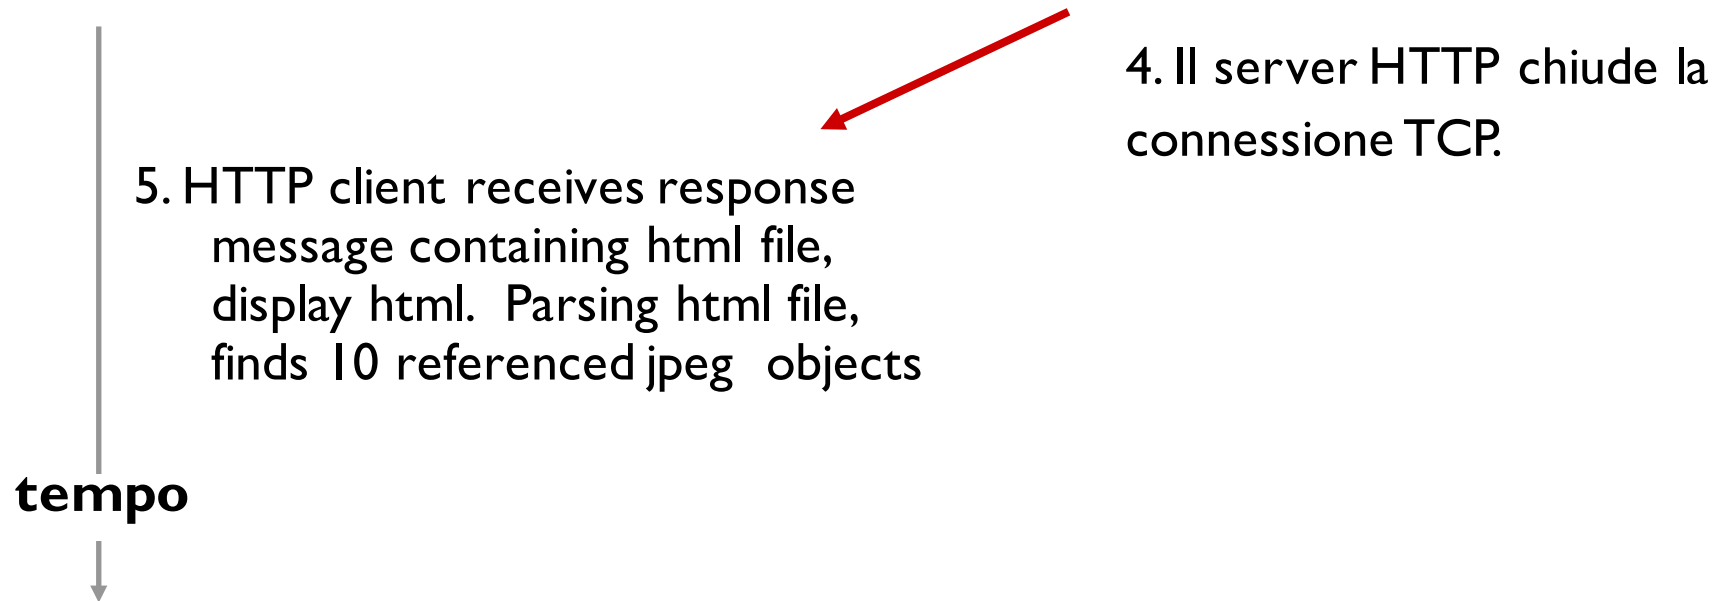 4. Il server HTTP chiude la
connessione TCP.
5. HTTP client receives response
message containing html file,
display html. Parsing html file,
finds 10 referenced jpeg objects
tempo